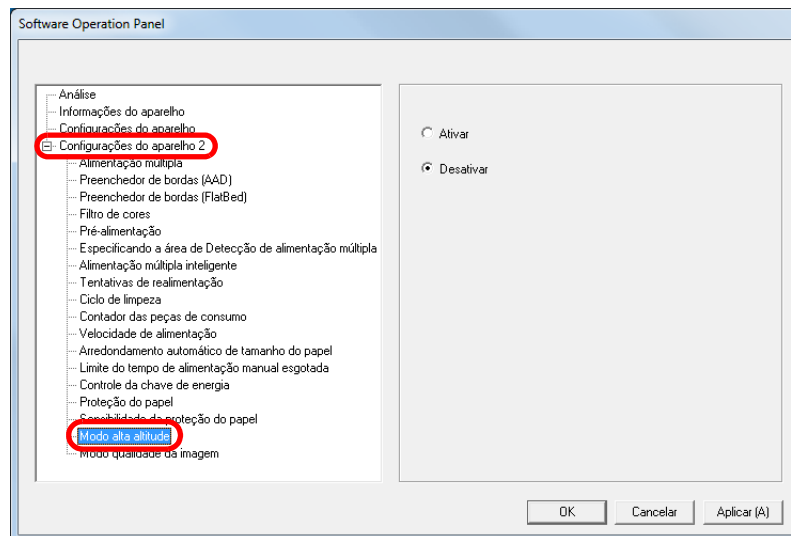 Software Operation Panel
Análise
Informações do aparelho
Configurações do aparelho
Configurações do aparelho 2
Alimentação múltipla
Preenchedor de bordas (AAD)
Preenchedor de bordas (FlatBed)
Filtro de cores
Pré-alimentação
Especificando a área de Detecção de alimentação múltipla
Alimentação múltipla inteligente
Tentativas de realimentação
Ciclo de limpeza
Contador das peças de consumo
Velocidade de alimentação
Arredondamento automático de tamanho do papel
Limite do tempo de alimentação manual esgotada
Controle da chave de energia
Proteção do papel
Sensibilidade da proteção do papel
Modo alta altitude
Modo qualidade da imagem
Ativar
Desativar
OK
Cancelar
Aplicar (A)